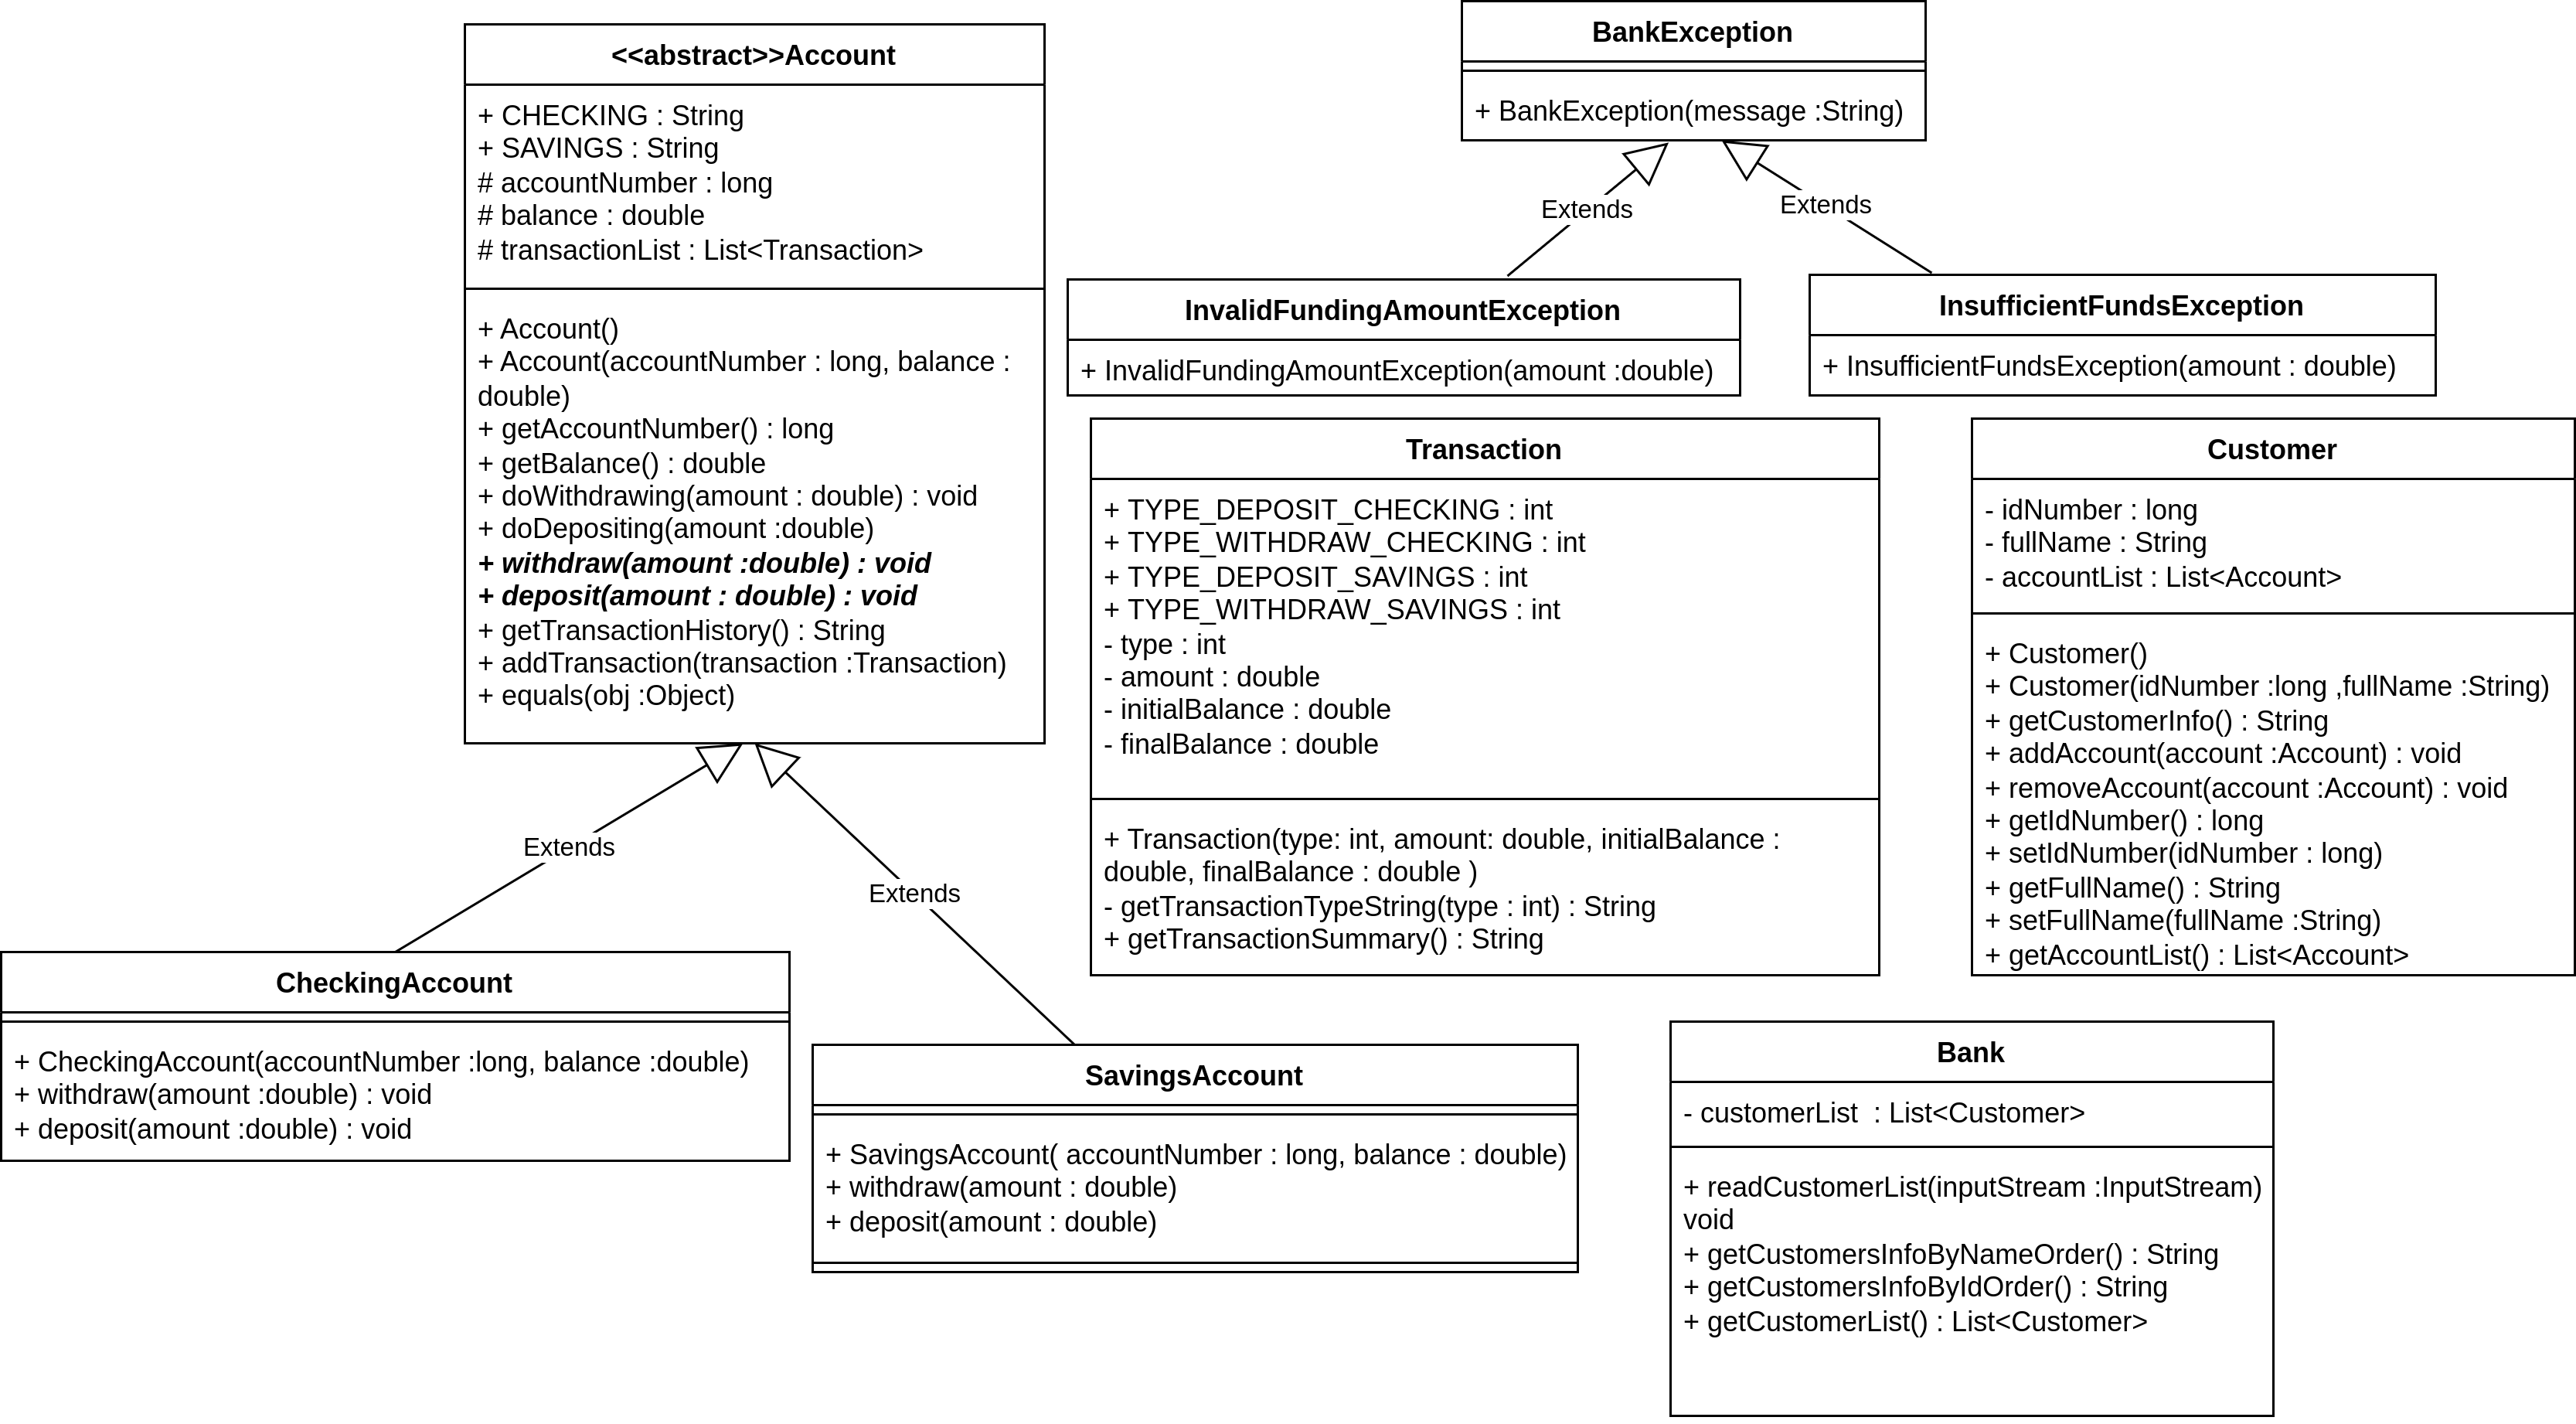 <<abstract>>Account
+ CHECKING : String
+ SAVINGS : String
# accountNumber : long
# balance : double
# transactionList : List<Transaction>
+ Account()
+ Account(accountNumber : long, balance :
double)
+ getAccountNumber() : long
+ getBalance() : double
+ doWithdrawing(amount : double) : void
+ doDepositing(amount :double)
+ withdraw(amount :double) : void
+ deposit(amount : double) : void
+ getTransactionHistory() : String
+ addTransaction(transaction :Transaction)
+ equals(obj :Object)
BankException
+ BankException(message :String)
Extends
Extends
InvalidFundingAmountException
+ InvalidFundingAmountException(amount :double)
InsufficientFundsException
+ InsufficientFundsException(amount : double)
Transaction
+ TYPE_DEPOSIT_CHECKING : int
+ TYPE_WITHDRAW_CHECKING : int
+ TYPE_DEPOSIT_SAVINGS : int
+ TYPE_WITHDRAW_SAVINGS : int
- type : int
- amount : double
- initialBalance : double
- finalBalance : double
+ Transaction(type: int, amount: double, initialBalance :
double, finalBalance : double )
- getTransactionTypeString(type : int) : String
+ getTransactionSummary() : String
Customer
- idNumber : long
- fullName : String
- accountList : List<Account>
+ Customer()
+ Customer(idNumber :long ,fullName :String)
+ getCustomerInfo() : String
+ addAccount(account :Account) : void
+ removeAccount(account :Account) : void
+ getIdNumber() : long
+ setIdNumber(idNumber : long)
+ getFullName() : String
+ setFullName(fullName :String)
+ getAccountList() : List<Account>
Extends
Extends
CheckingAccount
+ CheckingAccount(accountNumber :long, balance :double)
+ withdraw(amount :double) : void
+ deposit(amount :double) : void
SavingsAccount
+ SavingsAccount( accountNumber : long, balance : double)
+ withdraw(amount : double)
+ deposit(amount : double)
Bank
- customerList  : List<Customer>
+ readCustomerList(inputStream :InputStream)
void
+ getCustomersInfoByNameOrder() : String
+ getCustomersInfoByIdOrder() : String
+ getCustomerList() : List<Customer>